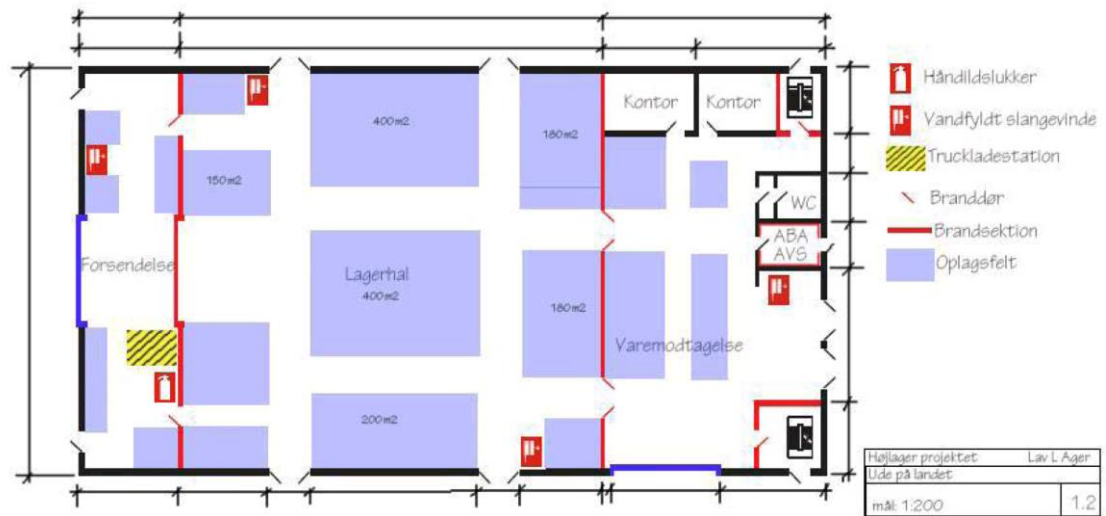 Kontor
Kontor
Håndildslukker
400m2
180m2
Vandfyldt slangevinde
Truckladestation
150m2
Branddør
WC
Brandsektion
ABA
AVS
Forsendelse
Oplagsfelt
Lagerhal
400m2
180m2
Varemodtagelse
200m2
Højlager projektet
Lav L Ager
Ude på landet
mål: 1:200
1.2